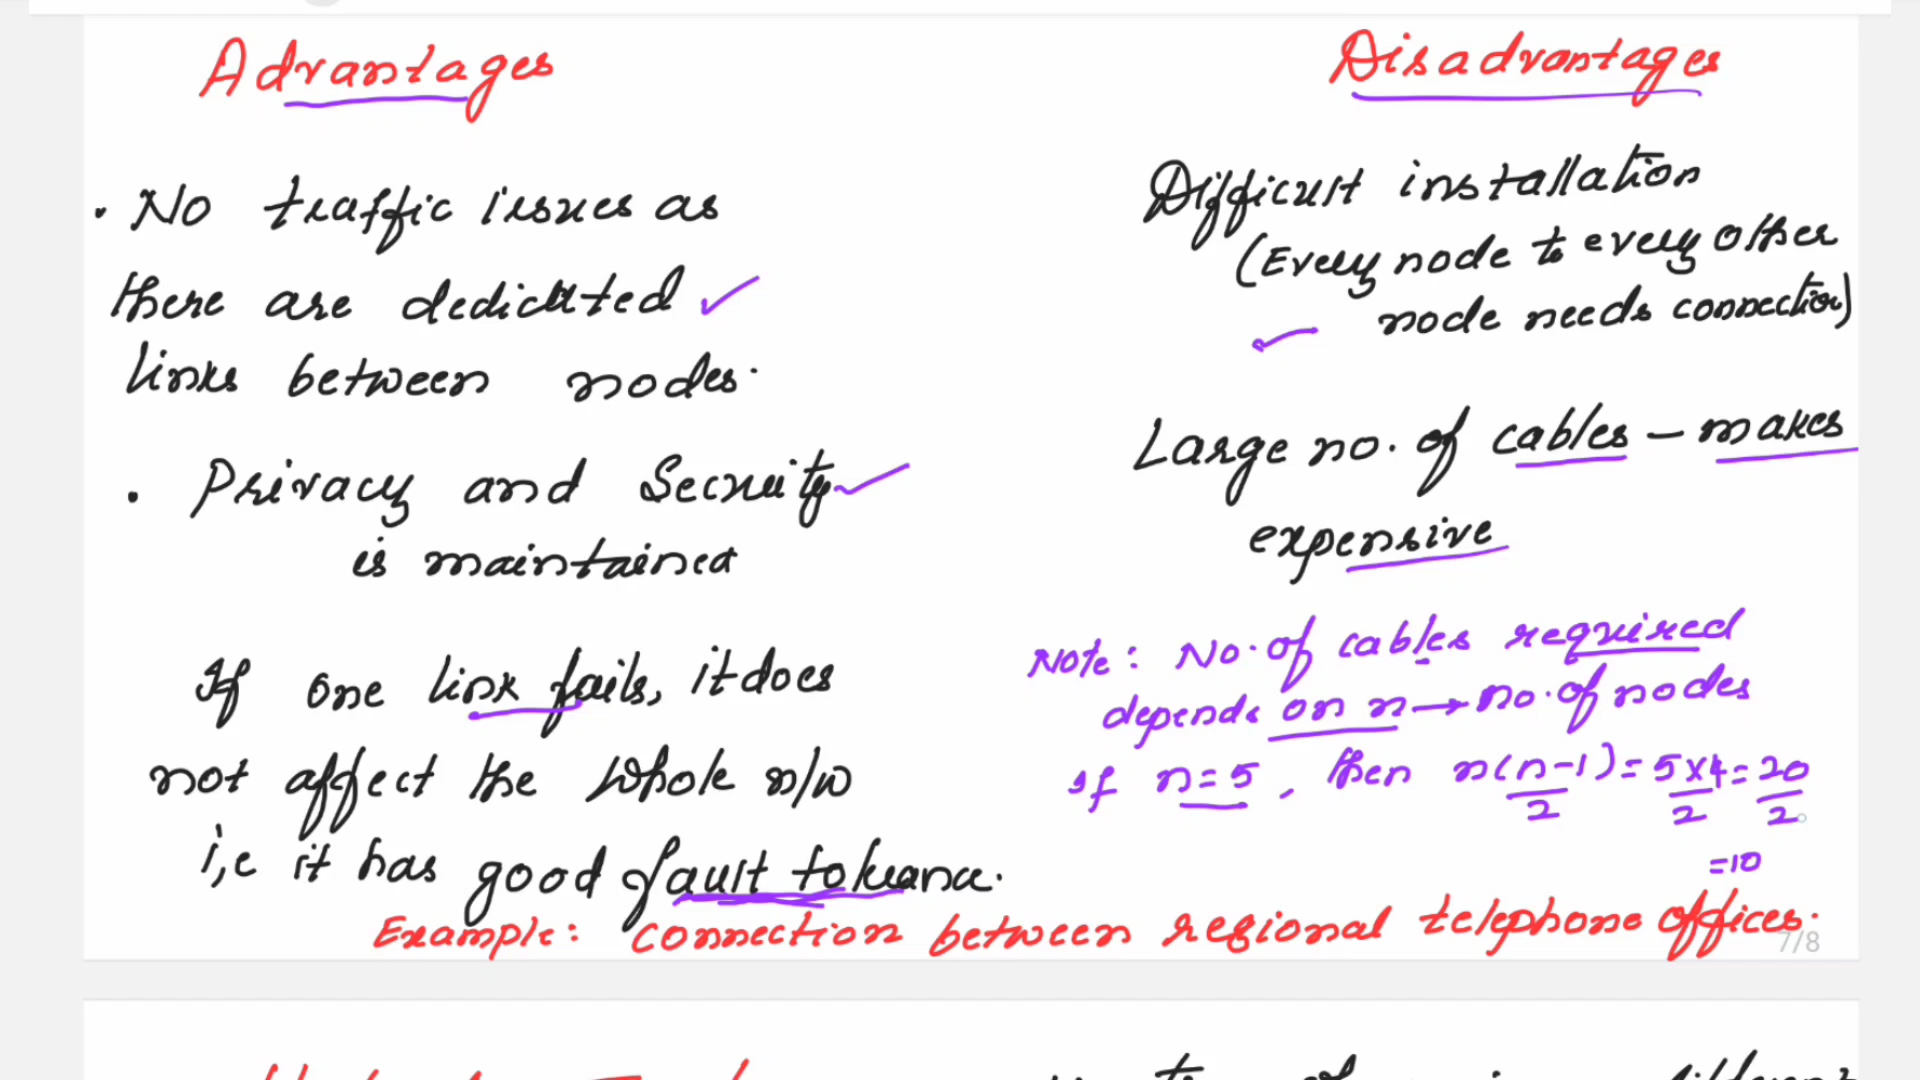 Advantages
. No traffic issues as
there are dedicated
links between nodes.
. Privacy and Security
is maintained
If one link fails, it does
not affect the whole n/w
i,e it has good fault tolerance.
Disadvantages
Difficult installation
(Every node to every other
node needs connection)
Large no. of cables - makes
expensive
Note: No. of cables required
depends on n → no. of nodes
If n = 5, then n(n-1)/2 = 5x4/2 = 20/2
= 10
Example: Connection between regional telephone offices.
7/8